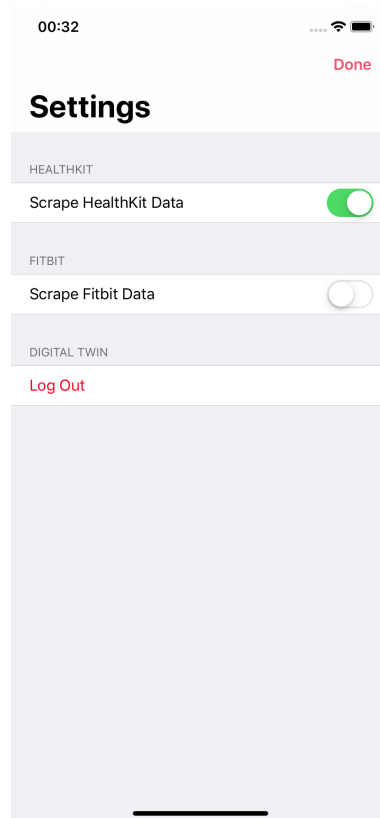 00:32
Done
Settings
HEALTHKIT
Scrape HealthKit Data
FITBIT
Scrape Fitbit Data
DIGITAL TWIN
Log Out